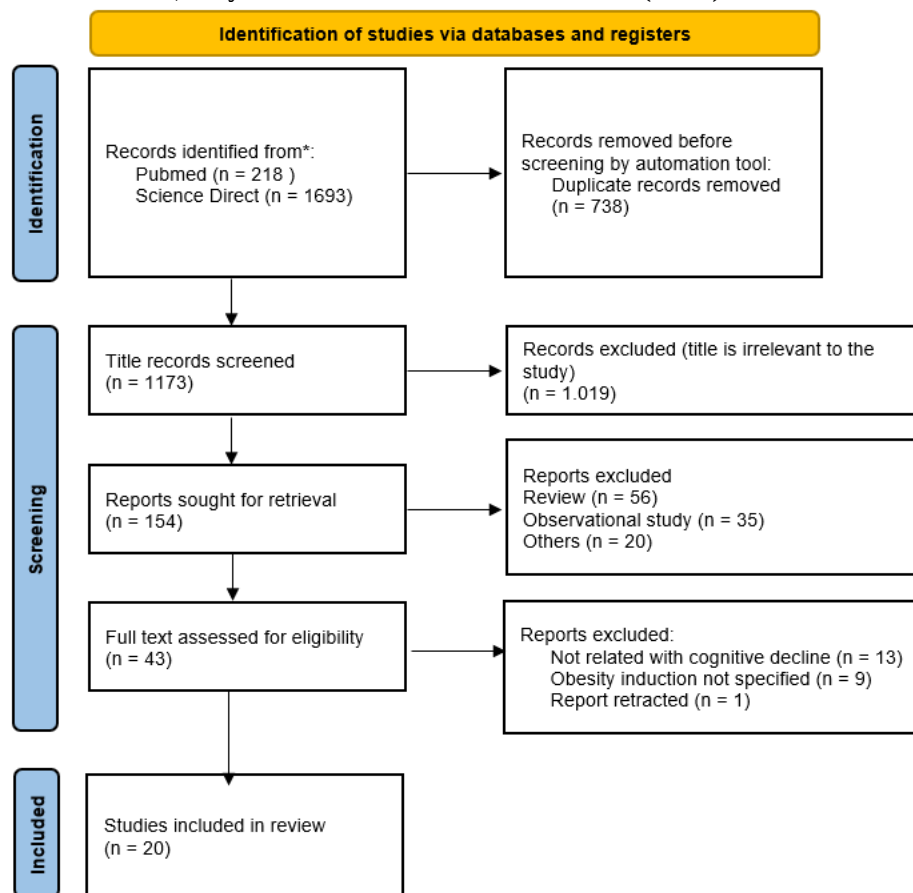 Identification of studies via databases and registers
Identification
Records identified from*:
Pubmed (n = 218 )
Science Direct (n = 1693)
Records removed before
screening by automation tool:
Duplicate records removed
(n = 738)
Screening
Title records screened
(n = 1173)
Records excluded (title is irrelevant to the
study)
(n = 1.019)
Reports sought for retrieval
(n = 154)
Reports excluded
Review (n = 56)
Observational study (n = 35)
Others (n = 20)
Full text assessed for eligibility
(n = 43)
Reports excluded:
Not related with cognitive decline (n = 13)
Obesity induction not specified (n = 9)
Report retracted (n = 1)
Included
Studies included in review
(n = 20)